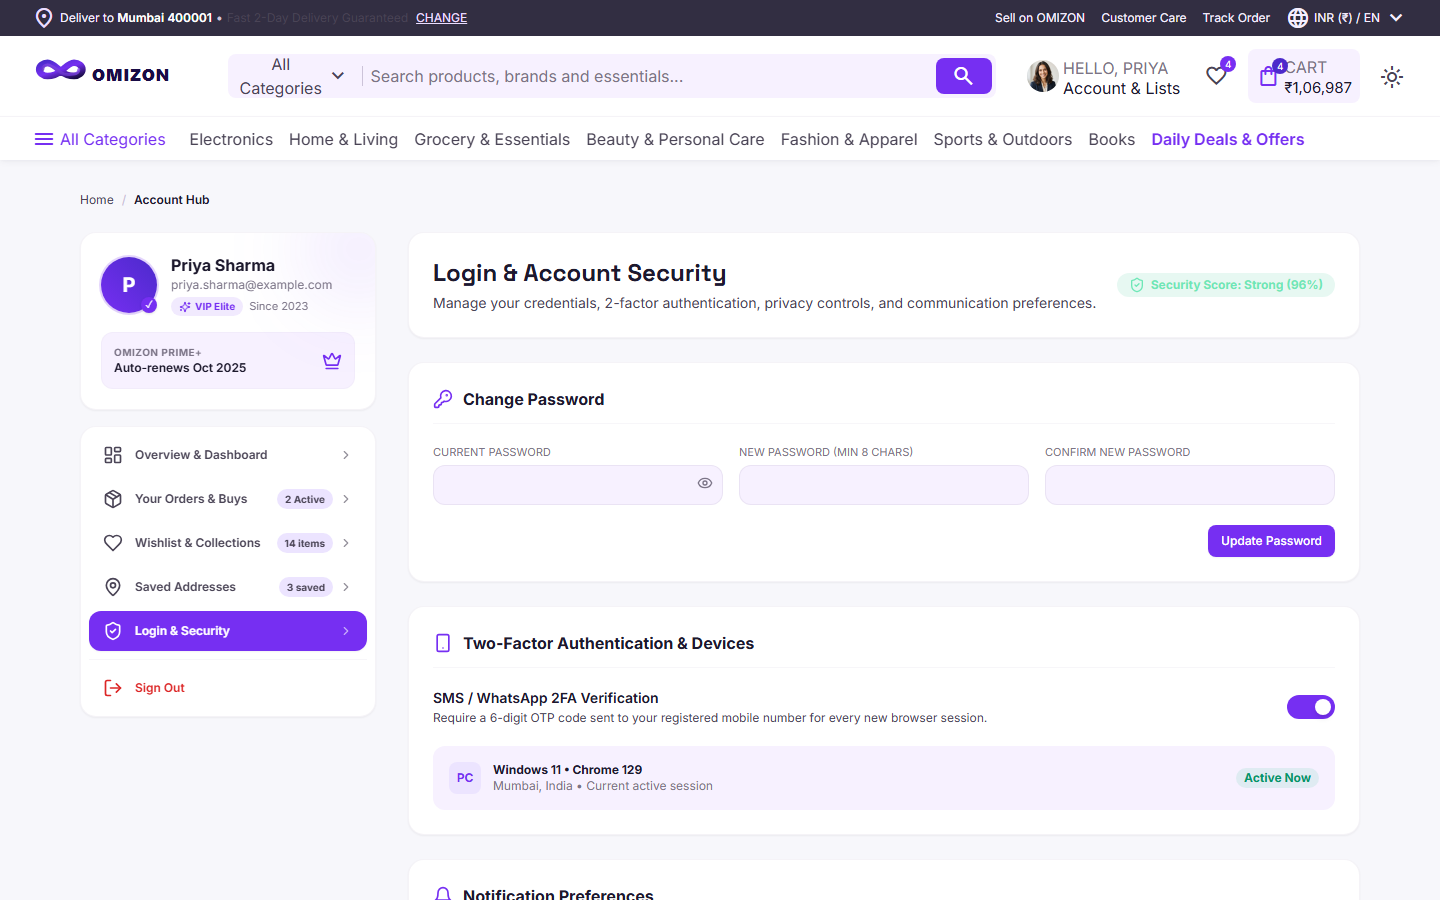 Deliver to Mumbai 400001 • Fast 2-Day Delivery Guaranteed CHANGE
Sell on OMIZON Customer Care Track Order INR (₹) / EN
OMIZON
All Categories
Search products, brands and essentials...
HELLO, PRIYA
Account & Lists
4
4
CART
₹1,06,987
All Categories Electronics Home & Living Grocery & Essentials Beauty & Personal Care Fashion & Apparel Sports & Outdoors Books Daily Deals & Offers
Home / Account Hub
P
Priya Sharma
priya.sharma@example.com
VIP Elite Since 2023
OMIZON PRIME+
Auto-renews Oct 2025
Overview & Dashboard
Your Orders & Buys 2 Active
Wishlist & Collections 14 items
Saved Addresses 3 saved
Login & Security
Sign Out
Login & Account Security
Manage your credentials, 2-factor authentication, privacy controls, and communication preferences.
Security Score: Strong (96%)
Change Password
CURRENT PASSWORD
NEW PASSWORD (MIN 8 CHARS)
CONFIRM NEW PASSWORD
Update Password
Two-Factor Authentication & Devices
SMS / WhatsApp 2FA Verification
Require a 6-digit OTP code sent to your registered mobile number for every new browser session.
PC
Windows 11 • Chrome 129
Mumbai, India • Current active session
Active Now
Notification Preferences